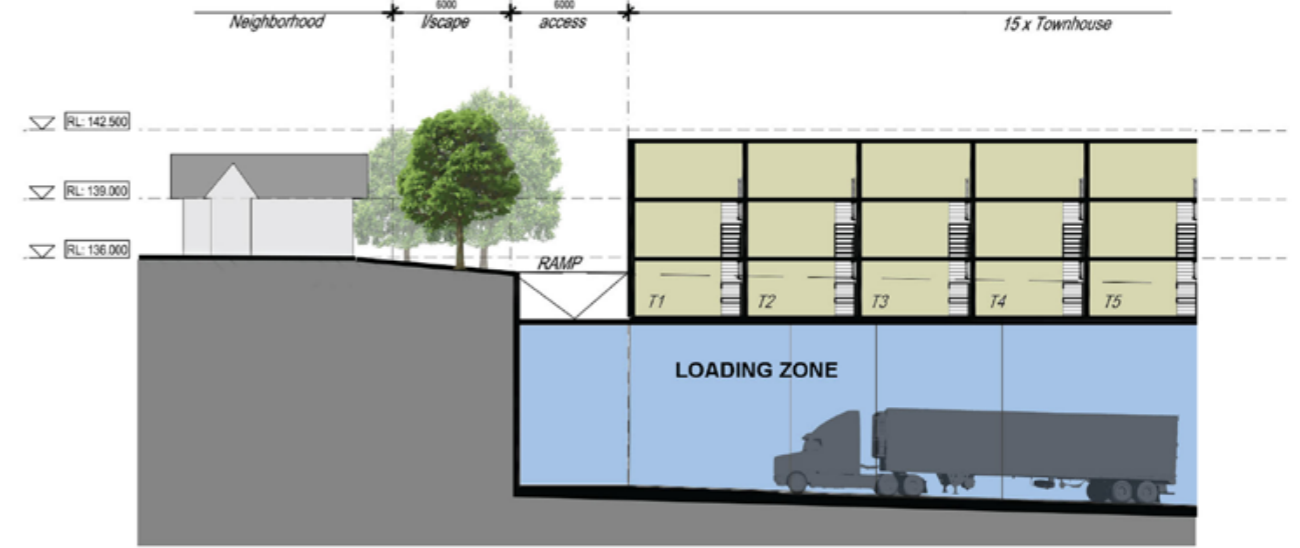 6000 6000
Neighborhood l/scape access 15 x Townhouse
RL: 142.500
RL: 139.000
RL: 136.000
RAMP
T1 T2 T3 T4 T5
LOADING ZONE